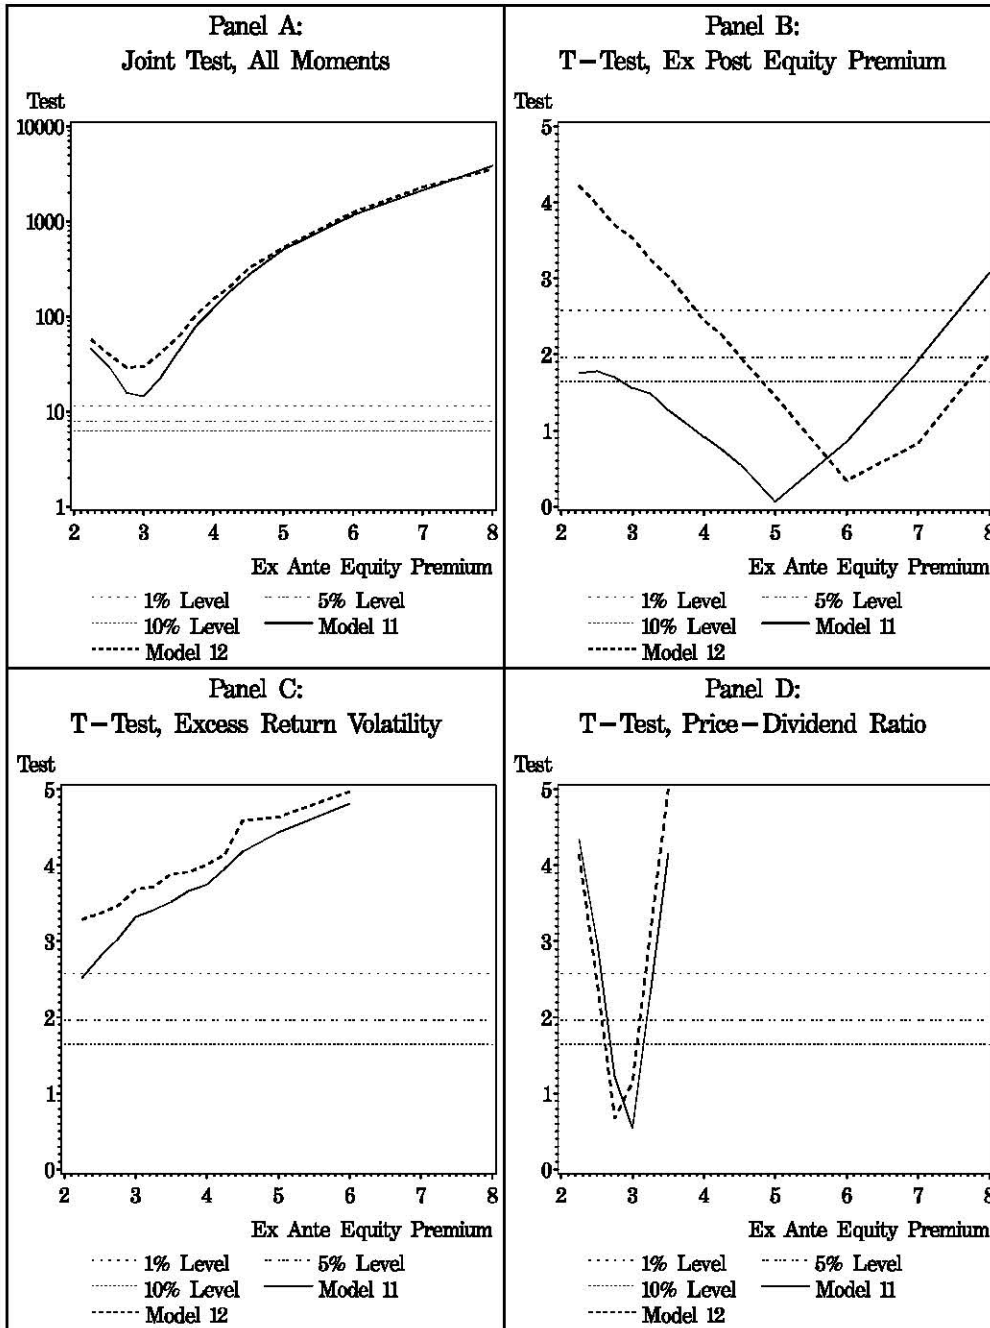 Panel A:
Joint Test, All Moments
Test
10000
1000
100
10
1
2 3 4 5 6 7 8
Ex Ante Equity Premium
1% Level 5% Level
10% Level Model 11
Model 12
Panel B:
T-Test, Ex Post Equity Premium
Test
5
4
3
2
1
0
2 3 4 5 6 7 8
Ex Ante Equity Premium
1% Level 5% Level
10% Level Model 11
Model 12
Panel C:
T-Test, Excess Return Volatility
Test
5
4
3
2
1
0
2 3 4 5 6 7 8
Ex Ante Equity Premium
1% Level 5% Level
10% Level Model 11
Model 12
Panel D:
T-Test, Price-Dividend Ratio
Test
5
4
3
2
1
0
2 3 4 5 6 7 8
Ex Ante Equity Premium
1% Level 5% Level
10% Level Model 11
Model 12